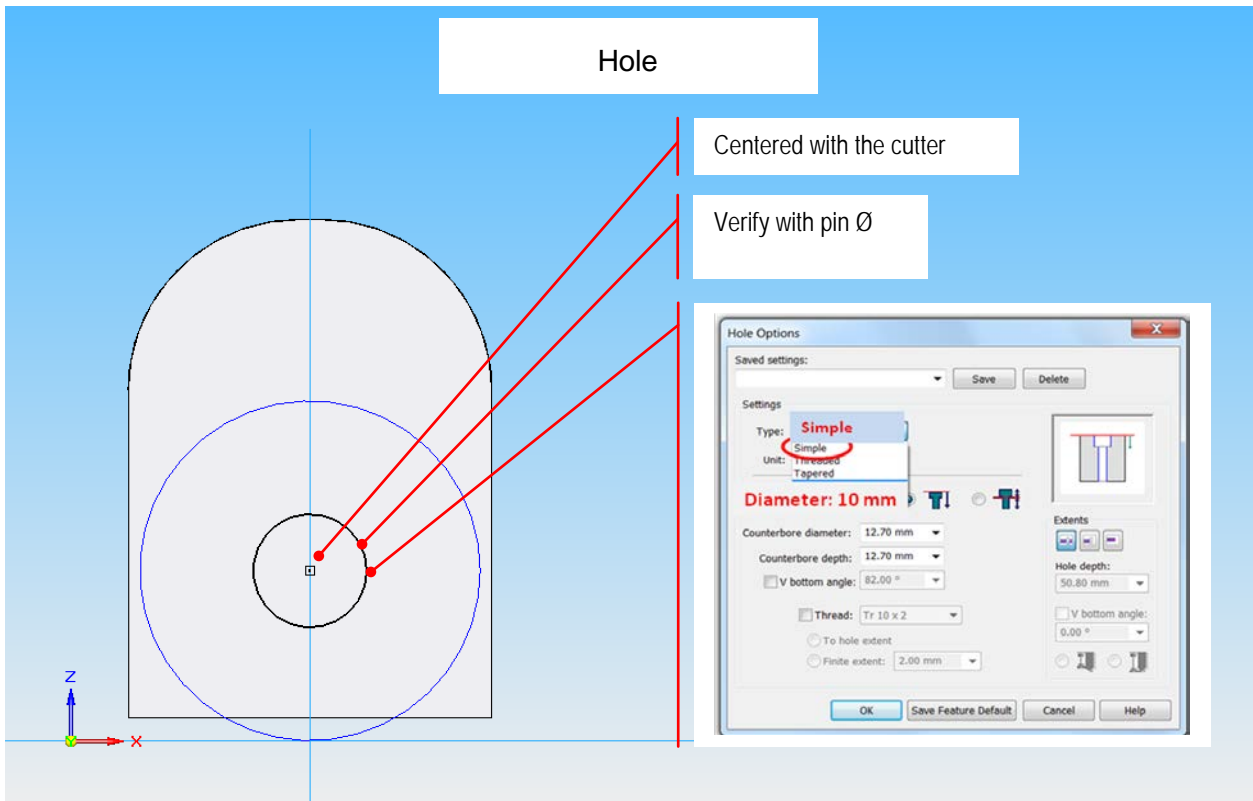 Hole
Centered with the cutter
Verify with pin Ø
Hole Options
X
Saved settings:
Save
Delete
Settings
Type: Simple
Simple
Unit: Threaded
Tapered
Diameter: 10 mm
Counterbore diameter: 12.70 mm
Counterbore depth: 12.70 mm
V bottom angle: 82.00 °
Thread: Tr 10 x 2
To hole extent
Finite extent: 2.00 mm
Extents
Hole depth:
50.80 mm
V bottom angle:
0.00 °
OK
Save Feature Default
Cancel
Help
Z
Y
X